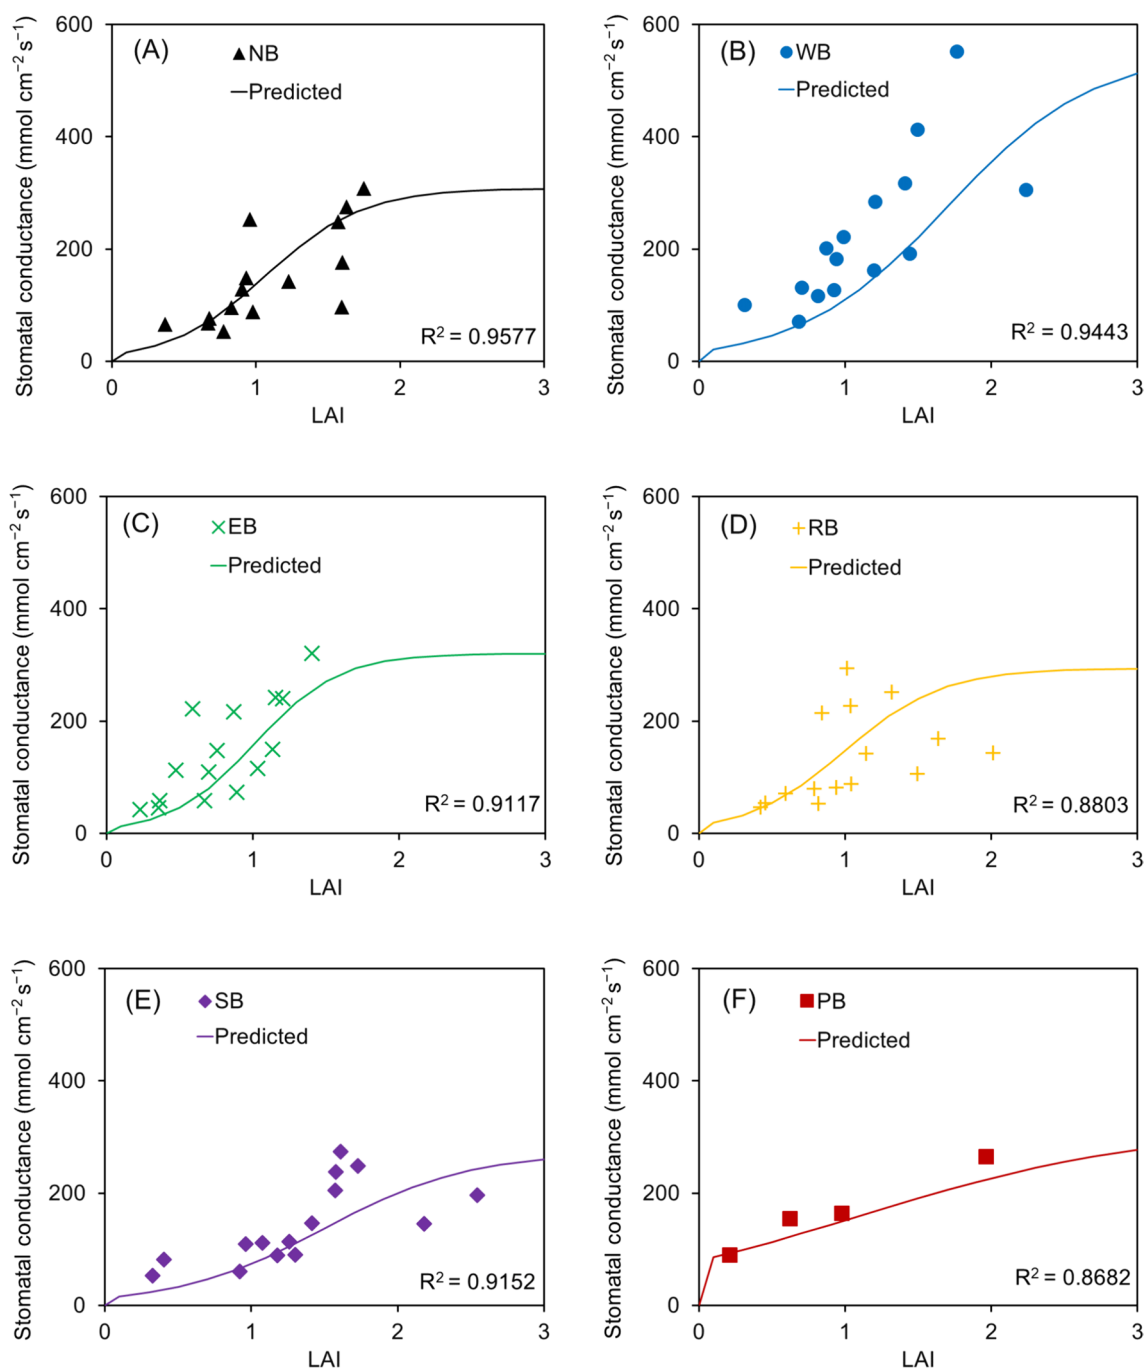 (A)
NB
Predicted
Stomatal conductance (mmol cm⁻² s⁻¹)
600
400
200
0
R² = 0.9577
0 1 2 3
LAI
(B)
WB
Predicted
Stomatal conductance (mmol cm⁻² s⁻¹)
600
400
200
0
R² = 0.9443
0 1 2 3
LAI
(C)
EB
Predicted
Stomatal conductance (mmol cm⁻² s⁻¹)
600
400
200
0
R² = 0.9117
0 1 2 3
LAI
(D)
RB
Predicted
Stomatal conductance (mmol cm⁻² s⁻¹)
600
400
200
0
R² = 0.8803
0 1 2 3
LAI
(E)
SB
Predicted
Stomatal conductance (mmol cm⁻² s⁻¹)
600
400
200
0
R² = 0.9152
0 1 2 3
LAI
(F)
PB
Predicted
Stomatal conductance (mmol cm⁻² s⁻¹)
600
400
200
0
R² = 0.8682
0 1 2 3
LAI